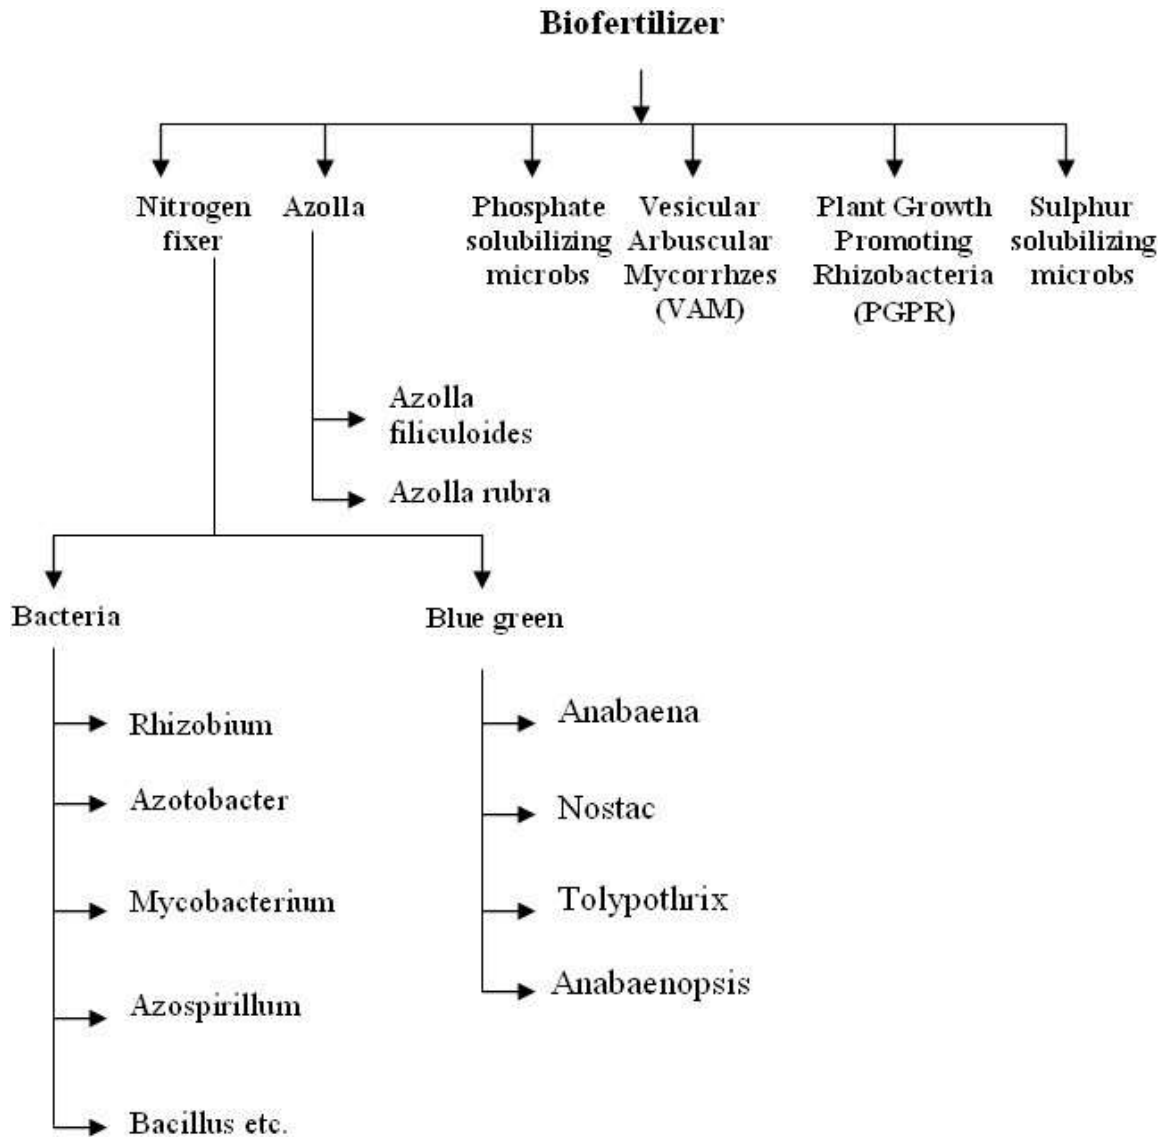 Biofertilizer
Nitrogen
fixer
Azolla
Phosphate
solubilizing
microbs
Vesicular
Arbuscular
Mycorrhzes
(VAM)
Plant Growth
Promoting
Rhizobacteria
(PGPR)
Sulphur
solubilizing
microbs
Azolla
filiculoides
Azolla rubra
Bacteria
Rhizobium
Azotobacter
Mycobacterium
Azospirillum
Bacillus etc.
Blue green
Anabaena
Nostac
Tolypothrix
Anabaenopsis